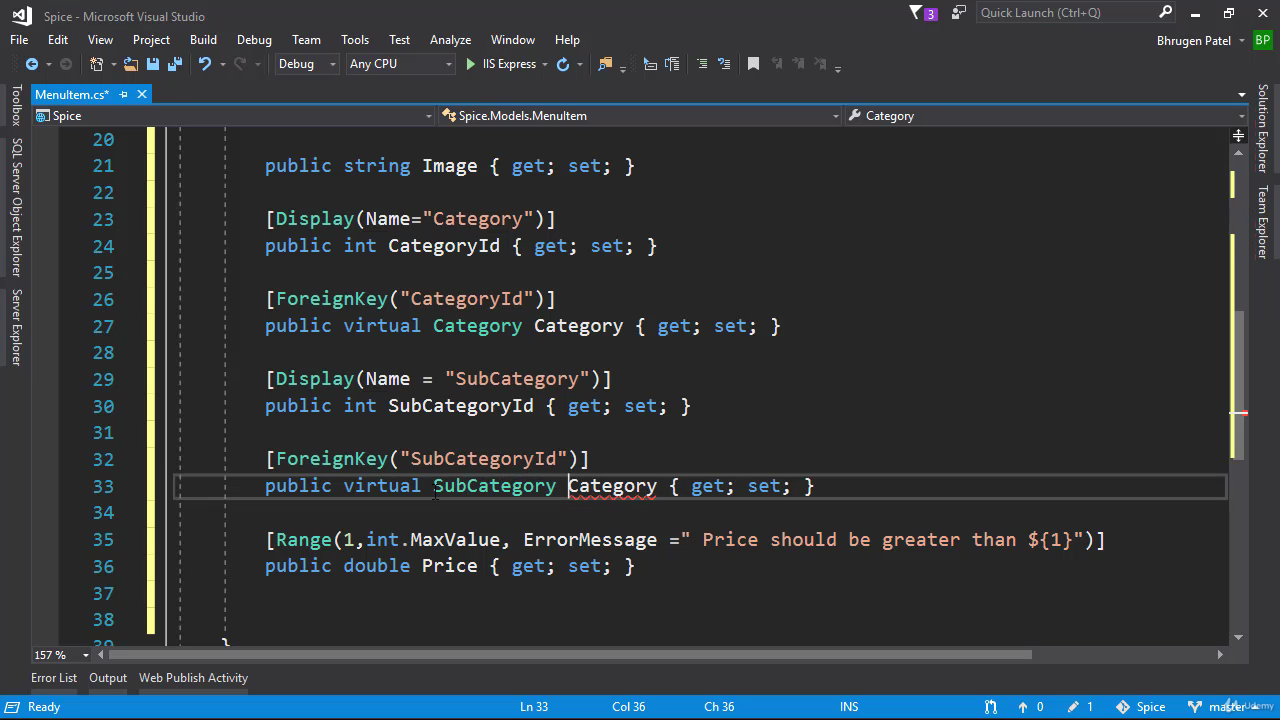 Spice - Microsoft Visual Studio
3
Quick Launch (Ctrl+Q)
File Edit View Project Build Debug Team Tools Test Analyze Window Help
Bhrugen Patel BP
Debug Any CPU IIS Express
MenuItem.cs*
Spice Spice.Models.MenuItem Category
Toolbox
SQL Server Object Explorer
Server Explorer
Solution Explorer
Team Explorer
20
21 public string Image { get; set; }
22
23 [Display(Name="Category")]
24 public int CategoryId { get; set; }
25
26 [ForeignKey("CategoryId")]
27 public virtual Category Category { get; set; }
28
29 [Display(Name = "SubCategory")]
30 public int SubCategoryId { get; set; }
31
32 [ForeignKey("SubCategoryId")]
33 public virtual SubCategory Category { get; set; }
34
35 [Range(1,int.MaxValue, ErrorMessage =" Price should be greater than ${1}")]
36 public double Price { get; set; }
37
38
39 }
157 %
Error List Output Web Publish Activity
Ready Ln 33 Col 36 Ch 36 INS 0 1 Spice master
Udemy